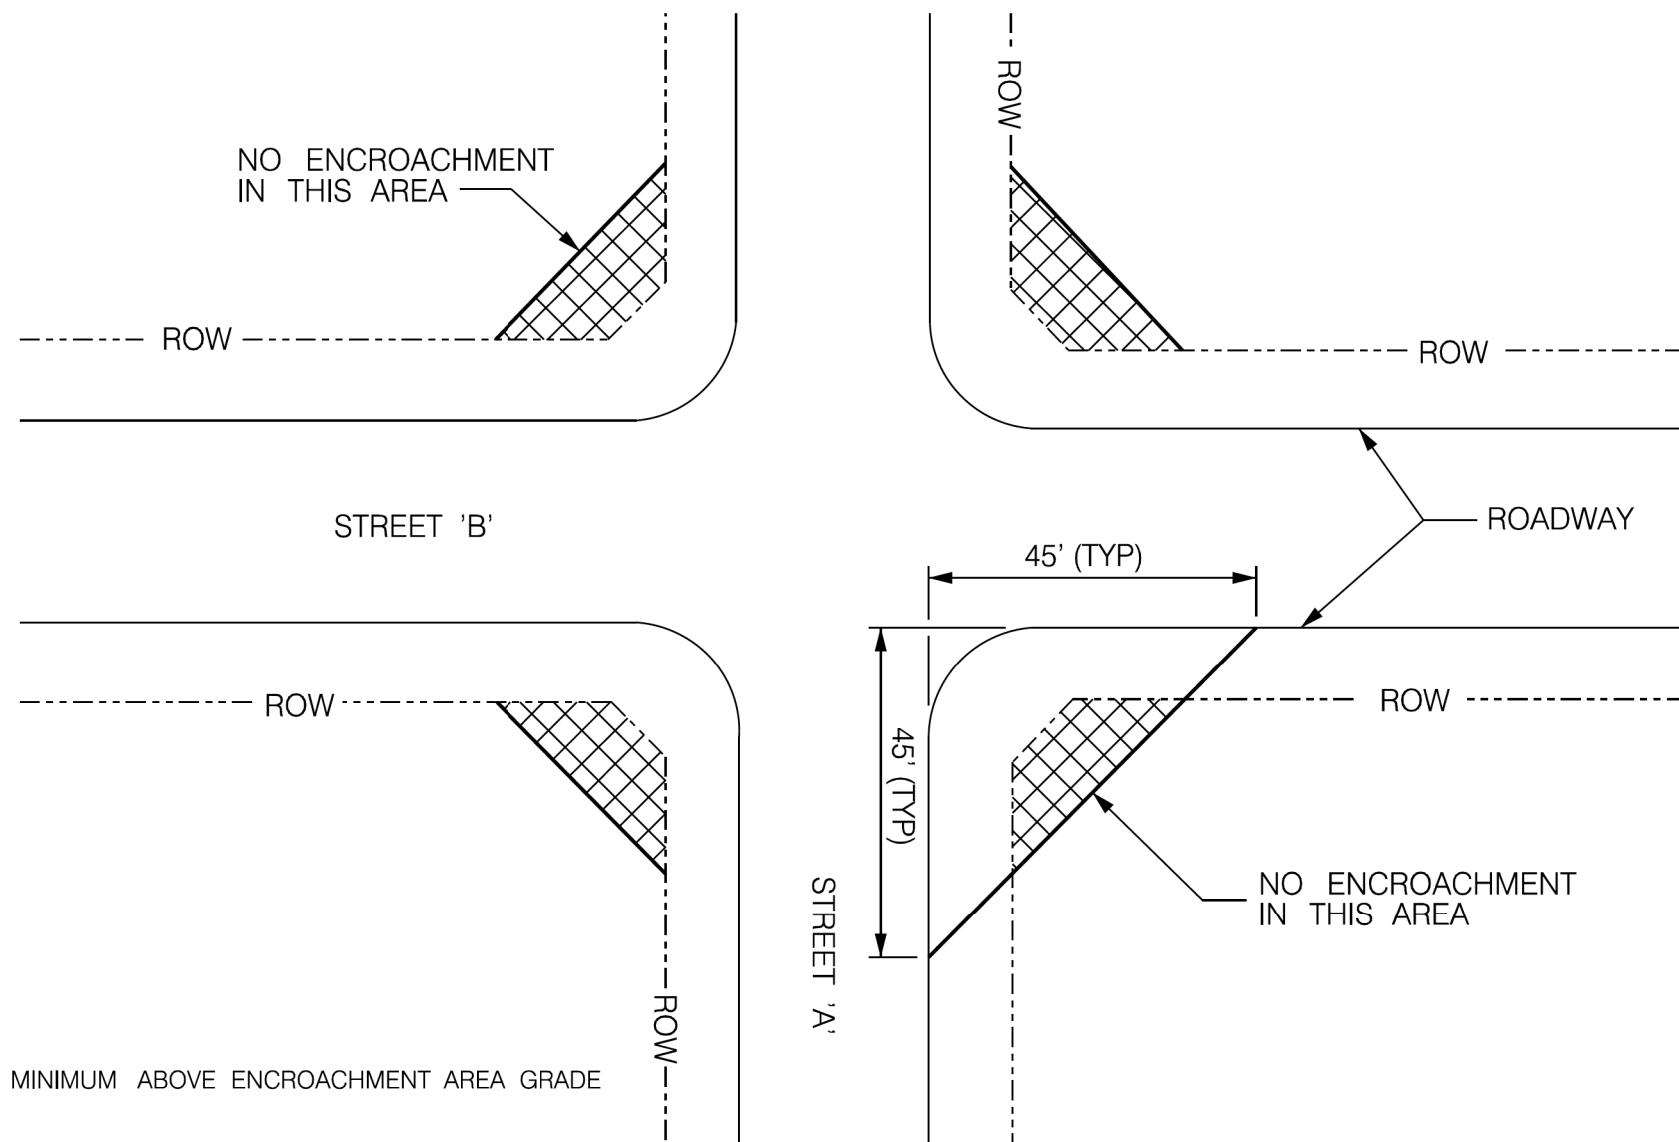 ROW
NO ENCROACHMENT
IN THIS AREA
ROW
ROW
STREET 'B'
ROADWAY
45' (TYP)
ROW
ROW
45' (TYP)
NO ENCROACHMENT
IN THIS AREA
STREET 'A'
ROW
MINIMUM ABOVE ENCROACHMENT AREA GRADE